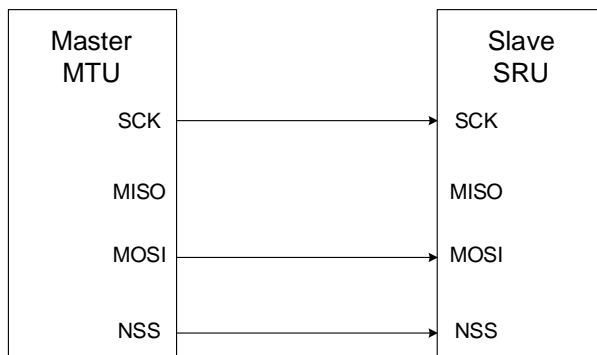 Master
MTU
SCK
MISO
MOSI
NSS
Slave
SRU
SCK
MISO
MOSI
NSS